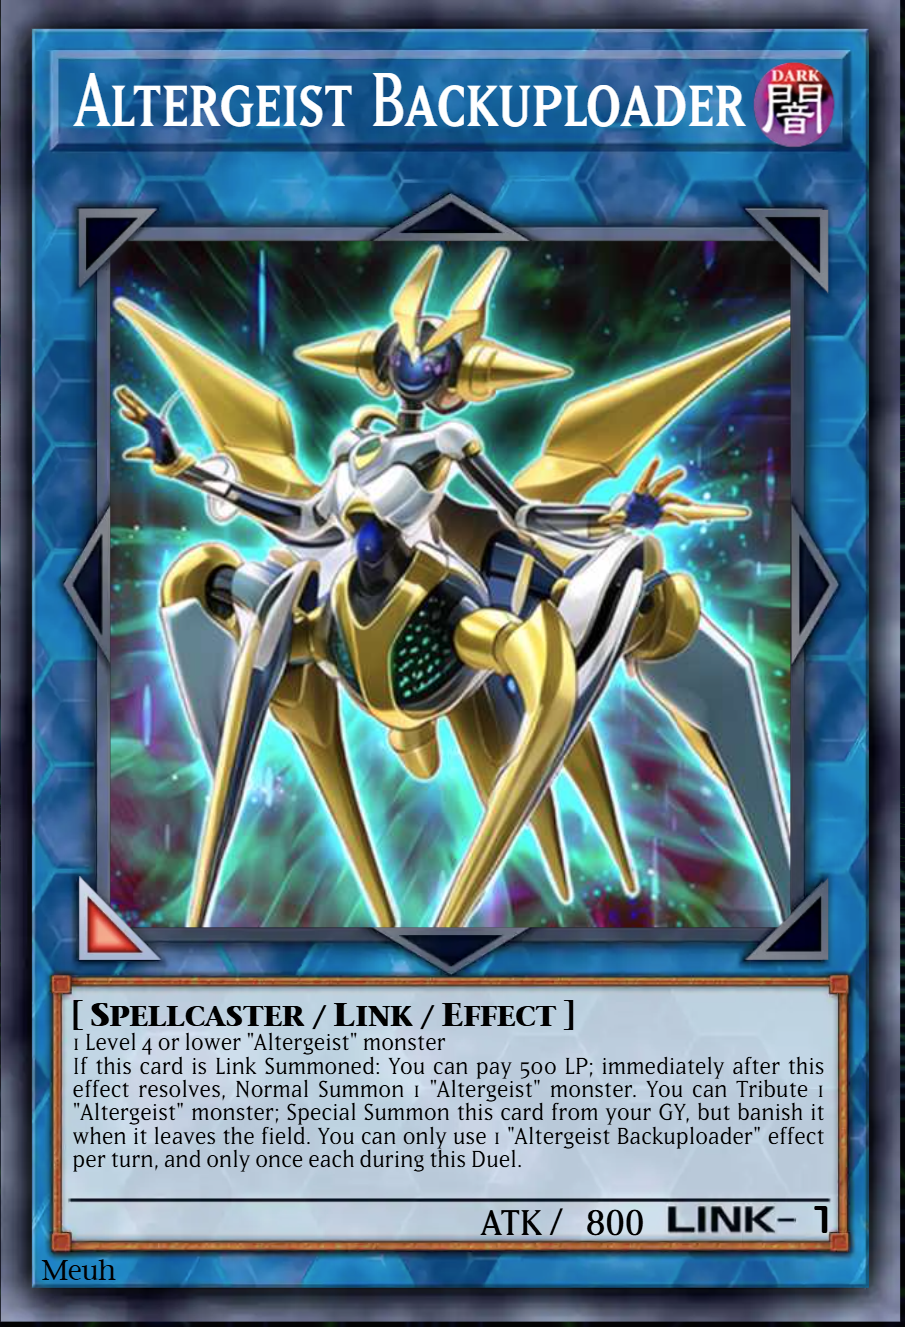 Altergeist Backuploader
DARK
闇
[ Spellcaster / Link / Effect ]
1 Level 4 or lower "Altergeist" monster
If this card is Link Summoned: You can pay 500 LP; immediately after this
effect resolves, Normal Summon 1 "Altergeist" monster. You can Tribute 1
"Altergeist" monster; Special Summon this card from your GY, but banish it
when it leaves the field. You can only use 1 "Altergeist Backuploader" effect
per turn, and only once each during this Duel.
ATK / 800 LINK- 1
Meuh